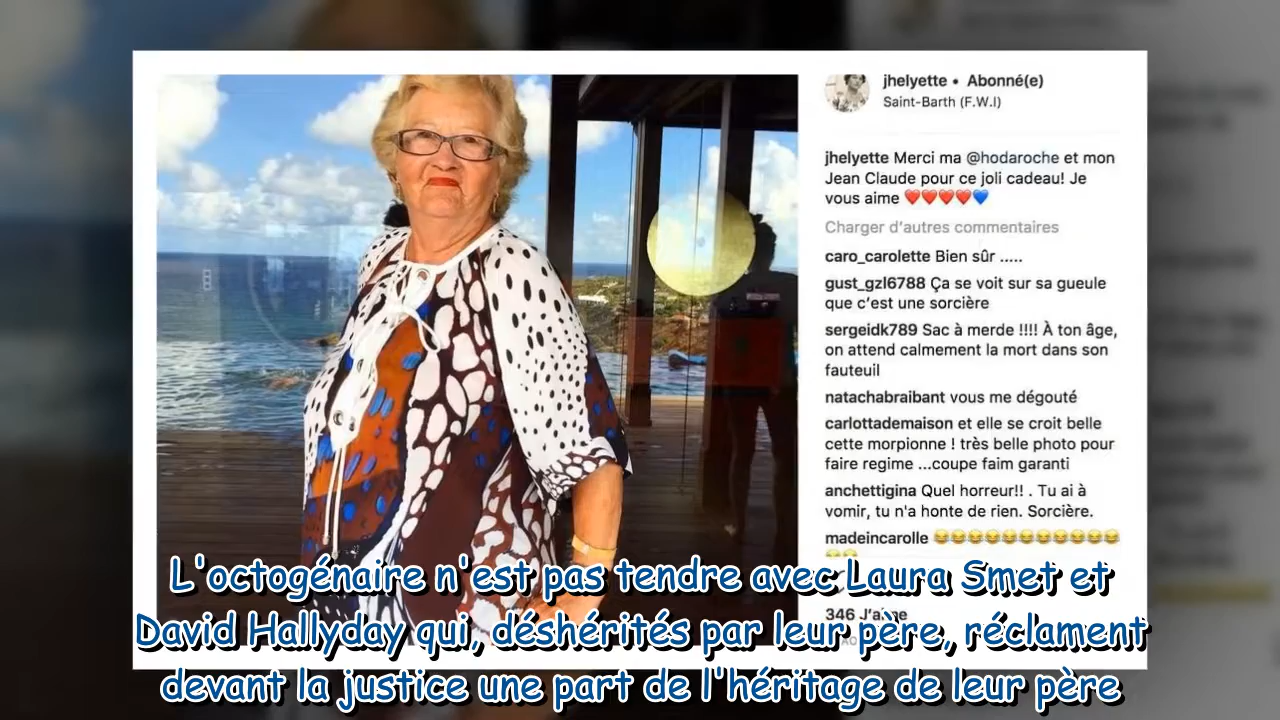 jhelyette • Abonné(e)
Saint-Barth (F.W.I)
jhelyette Merci ma @hodaroche et mon
Jean Claude pour ce joli cadeau! Je
vous aime ❤️❤️❤️❤️💙
Charger d'autres commentaires
caro_carolette Bien sûr .....
gust_gzl6788 Ça se voit sur sa gueule
que c'est une sorcière
sergeidk789 Sac à merde !!!! À ton âge,
on attend calmement la mort dans son
fauteuil
natachabraibant vous me dégouté
carlottademaison et elle se croit belle
cette morpionne ! très belle photo pour
faire regime ...coupe faim garanti
anchettigina Quel horreur!! . Tu ai à
vomir, tu n'a honte de rien. Sorcière.
madeincarolle 😂😂😂😂😂😂😂😂😂😂😂
😂😂
346 J'aime
L'octogénaire n'est pas tendre avec Laura Smet et
David Hallyday qui, déshérités par leur père, réclament
devant la justice une part de l'héritage de leur père